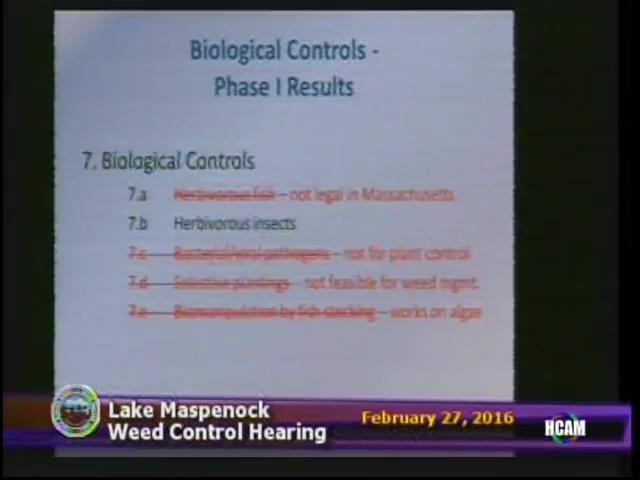 Biological Controls -
Phase I Results
7. Biological Controls
7.a Herbivorous fish – not legal in Massachusetts
7.b Herbivorous insects
7.c Bacterial/viral pathogens – not for plant control
7.d Selective plantings – not feasible for weed mgmt.
7.e Biomanipulation by fish stocking – works on algae
Lake Maspenock
Weed Control Hearing
February 27, 2016
HCAM